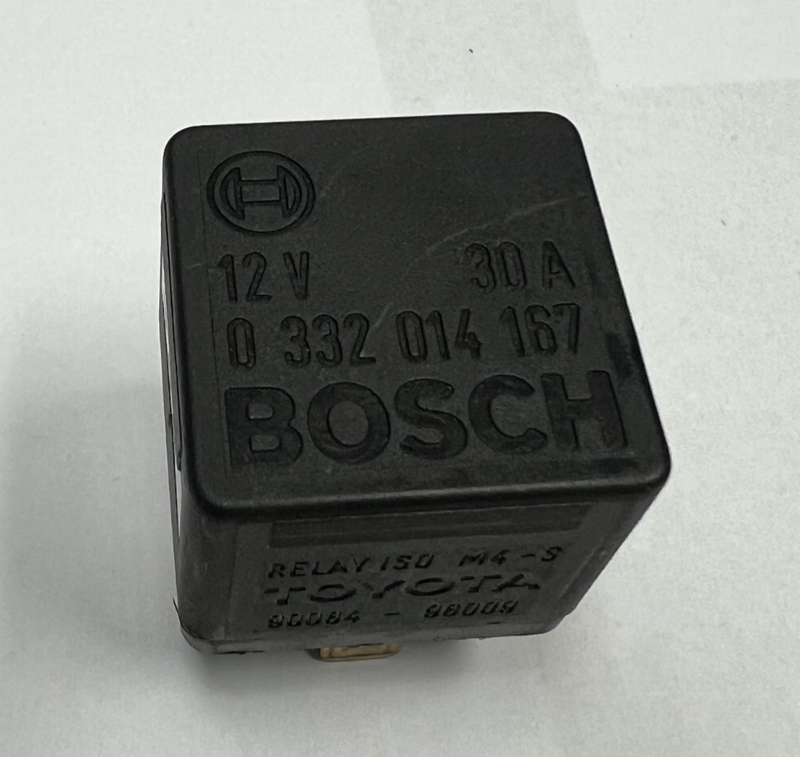 12 V 30 A
0 332 014 167
BOSCH
RELAY ISO M4-S
TOYOTA
90084 - 98009